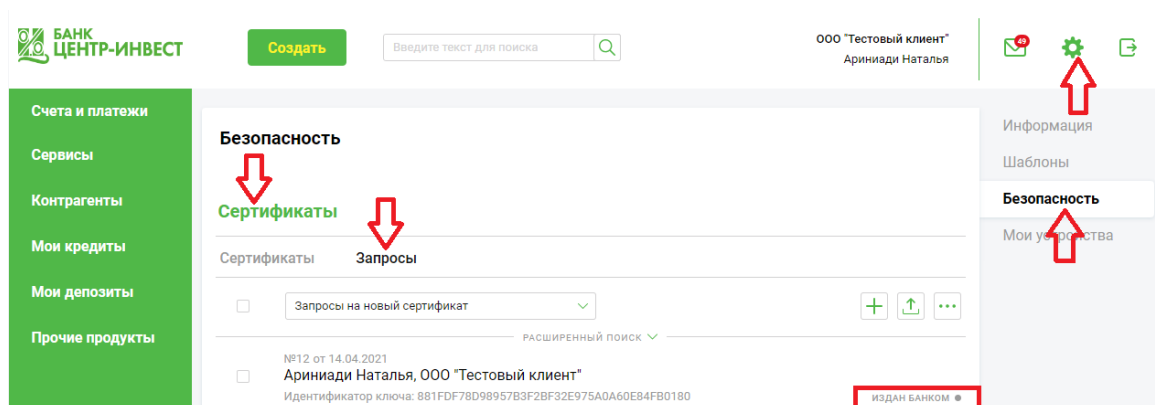 БАНК
ЦЕНТР-ИНВЕСТ
Создать
Введите текст для поиска
ООО "Тестовый клиент"
Ариниади Наталья
49
Счета и платежи
Сервисы
Контрагенты
Мои кредиты
Мои депозиты
Прочие продукты
Безопасность
Сертификаты
Сертификаты Запросы
Запросы на новый сертификат
РАСШИРЕННЫЙ ПОИСК
№12 от 14.04.2021
Ариниади Наталья, ООО "Тестовый клиент"
Идентификатор ключа: 881FDF78D98957B3F2BF32E975A0A60E84FB0180
ИЗДАН БАНКОМ
Информация
Шаблоны
Безопасность
Мои устройства